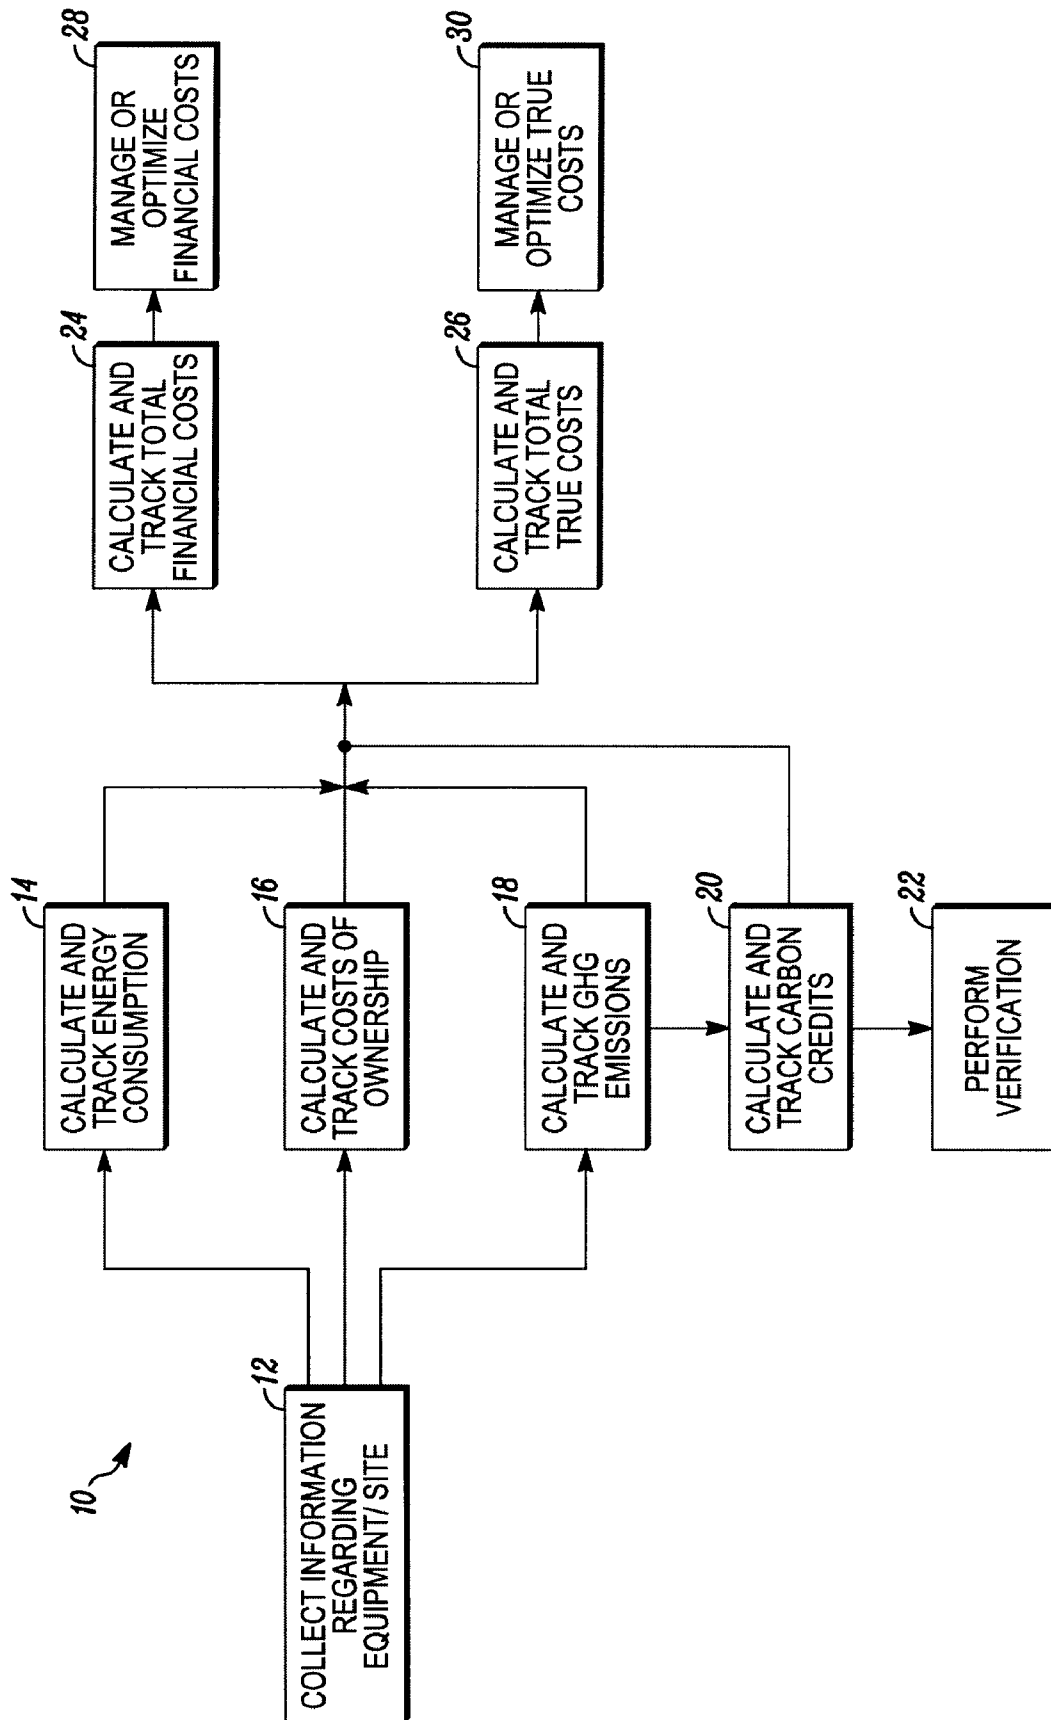 10
12
COLLECT INFORMATION
REGARDING
EQUIPMENT/ SITE
14
CALCULATE AND
TRACK ENERGY
CONSUMPTION
16
CALCULATE AND
TRACK COSTS OF
OWNERSHIP
18
CALCULATE AND
TRACK GHG
EMISSIONS
20
CALCULATE AND
TRACK CARBON
CREDITS
22
PERFORM
VERIFICATION
24
CALCULATE AND
TRACK TOTAL
FINANCIAL COSTS
26
CALCULATE AND
TRACK TOTAL
TRUE COSTS
28
MANAGE OR
OPTIMIZE
FINANCIAL COSTS
30
MANAGE OR
OPTIMIZE TRUE
COSTS